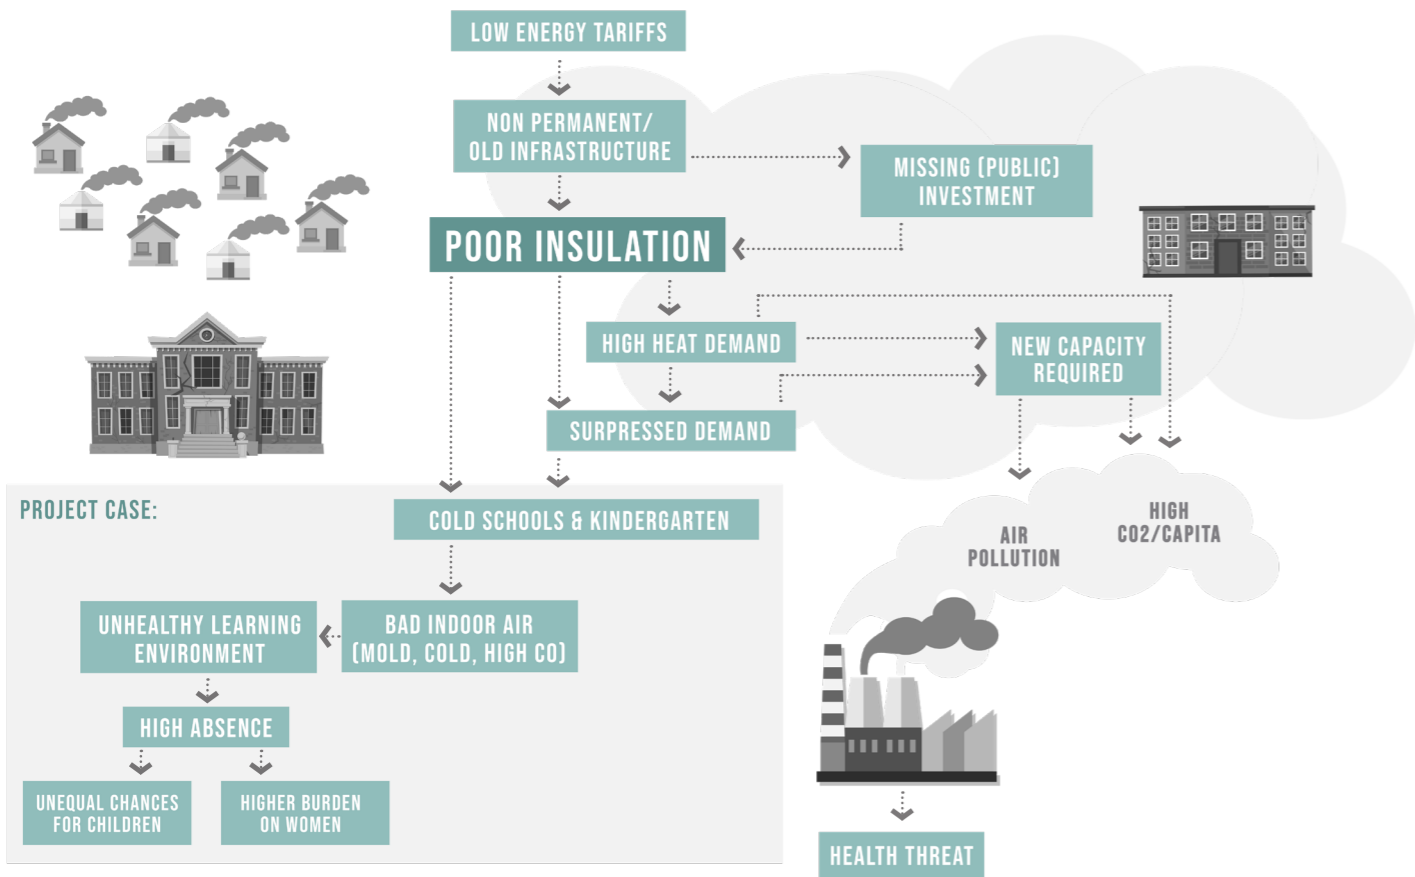 LOW ENERGY TARIFFS
NON PERMANENT/
OLD INFRASTRUCTURE
MISSING (PUBLIC)
INVESTMENT
POOR INSULATION
HIGH HEAT DEMAND
NEW CAPACITY
REQUIRED
SURPRESSED DEMAND
PROJECT CASE:
COLD SCHOOLS & KINDERGARTEN
HIGH
CO2/CAPITA
AIR
POLLUTION
UNHEALTHY LEARNING
ENVIRONMENT
BAD INDOOR AIR
(MOLD, COLD, HIGH CO)
HIGH ABSENCE
UNEQUAL CHANCES
FOR CHILDREN
HIGHER BURDEN
ON WOMEN
HEALTH THREAT